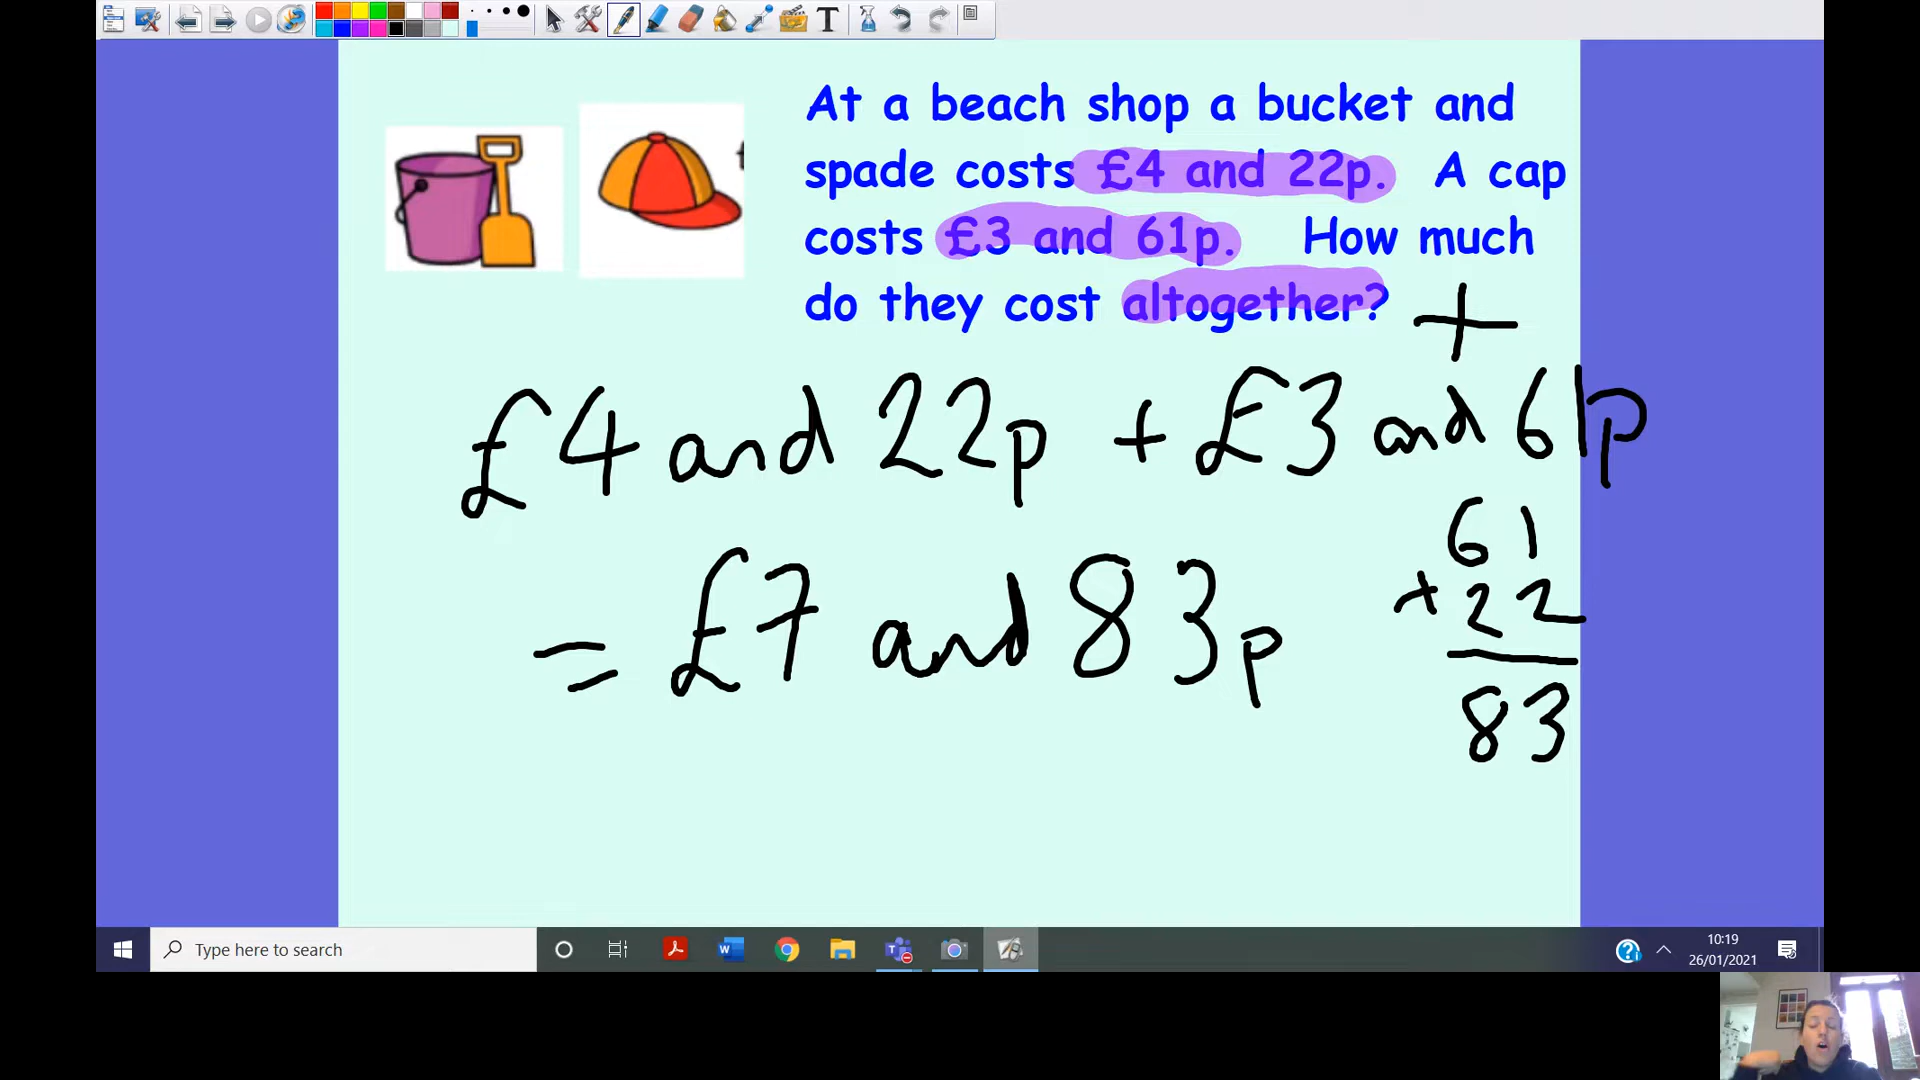 At a beach shop a bucket and
spade costs £4 and 22p. A cap
costs £3 and 61p. How much
do they cost altogether?
+
£4 and 22p + £3 and 61p
= £7 and 83p
61
+ 22
83
Type here to search
10:19
26/01/2021